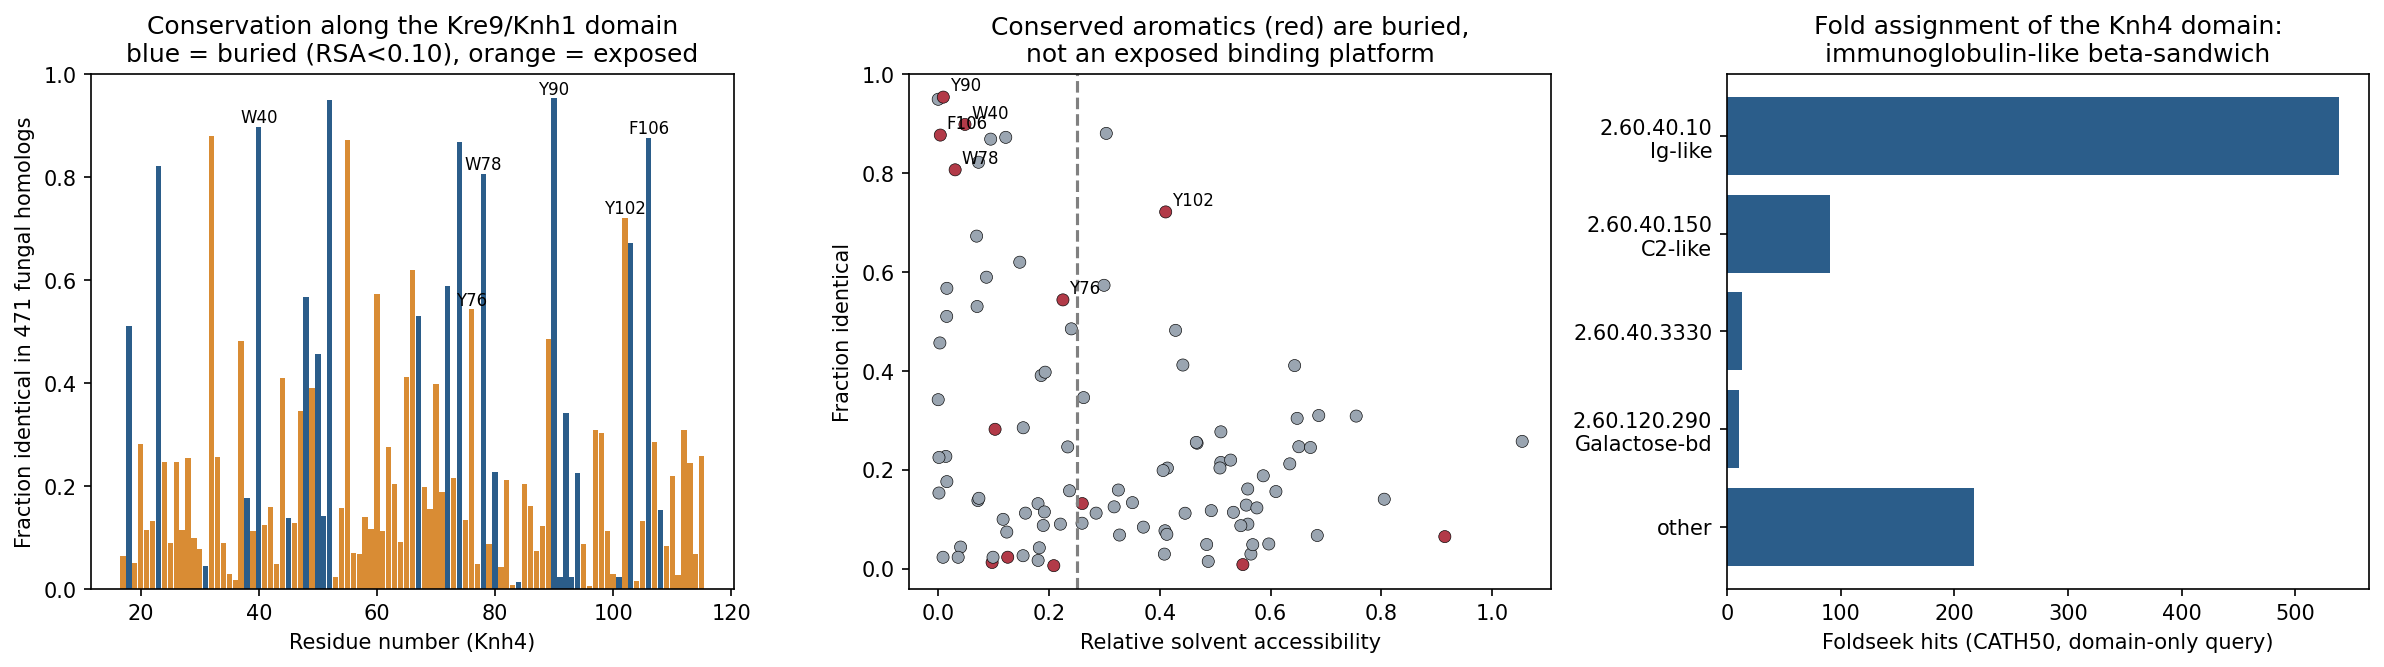 Conservation along the Kre9/Knh1 domain
blue = buried (RSA<0.10), orange = exposed
1.0
0.8
0.6
0.4
0.2
0.0
Fraction identical in 471 fungal homologs
W40
Y76
W78
Y90
Y102
F106
20
40
60
80
100
120
Residue number (Knh4)
Conserved aromatics (red) are buried,
not an exposed binding platform
1.0
0.8
0.6
0.4
0.2
0.0
Fraction identical
Y90
W40
F106
W78
Y102
Y76
0.0
0.2
0.4
0.6
0.8
1.0
Relative solvent accessibility
Fold assignment of the Knh4 domain:
immunoglobulin-like beta-sandwich
2.60.40.10
Ig-like
2.60.40.150
C2-like
2.60.40.3330
2.60.120.290
Galactose-bd
other
0
100
200
300
400
500
Foldseek hits (CATH50, domain-only query)